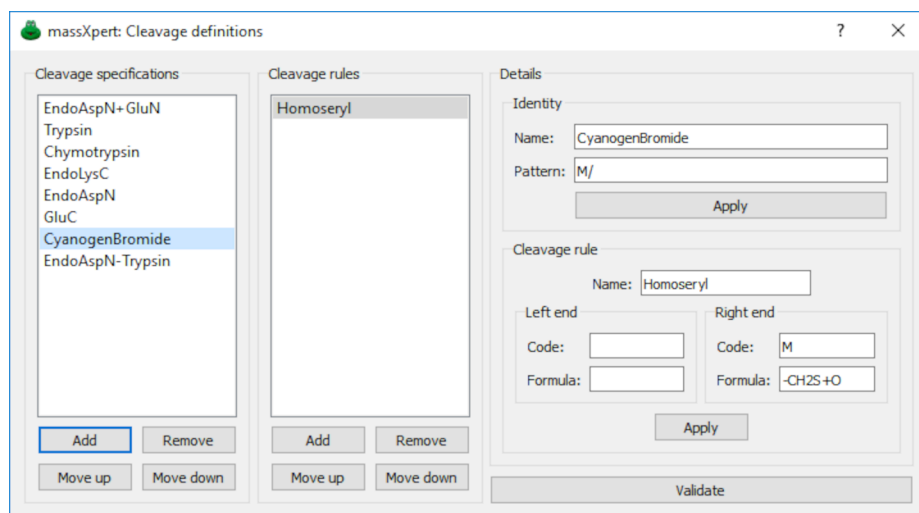 massXpert: Cleavage definitions
?
Cleavage specifications
EndoAspN+GluN
Trypsin
Chymotrypsin
EndoLysC
EndoAspN
GluC
CyanogenBromide
EndoAspN-Trypsin
Add
Remove
Move up
Move down
Cleavage rules
Homoseryl
Add
Remove
Move up
Move down
Details
Identity
Name: CyanogenBromide
Pattern: M/
Apply
Cleavage rule
Name: Homoseryl
Left end
Code:
Formula:
Right end
Code: M
Formula: -CH2S+O
Apply
Validate